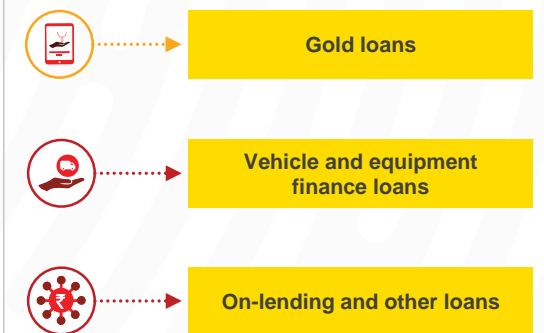 Gold loans
Vehicle and equipment
finance loans
₹
On-lending and other loans